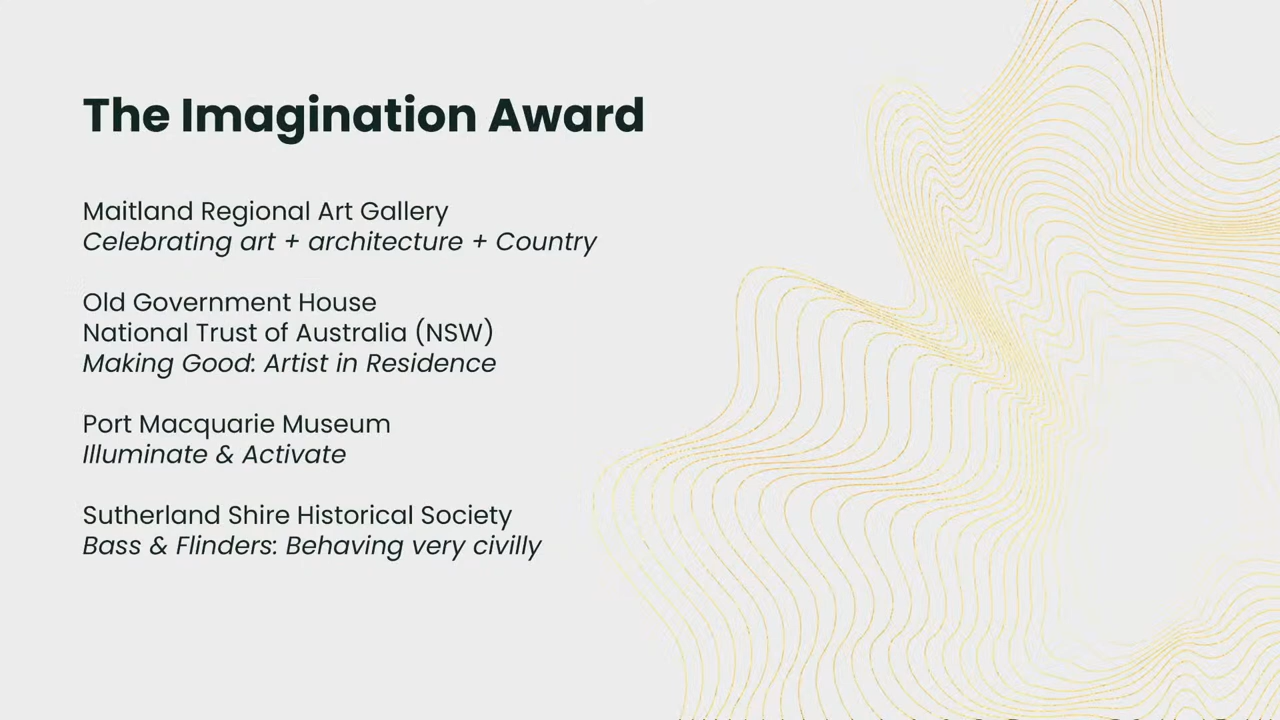 The Imagination Award
Maitland Regional Art Gallery
Celebrating art + architecture + Country
Old Government House
National Trust of Australia (NSW)
Making Good: Artist in Residence
Port Macquarie Museum
Illuminate & Activate
Sutherland Shire Historical Society
Bass & Flinders: Behaving very civilly